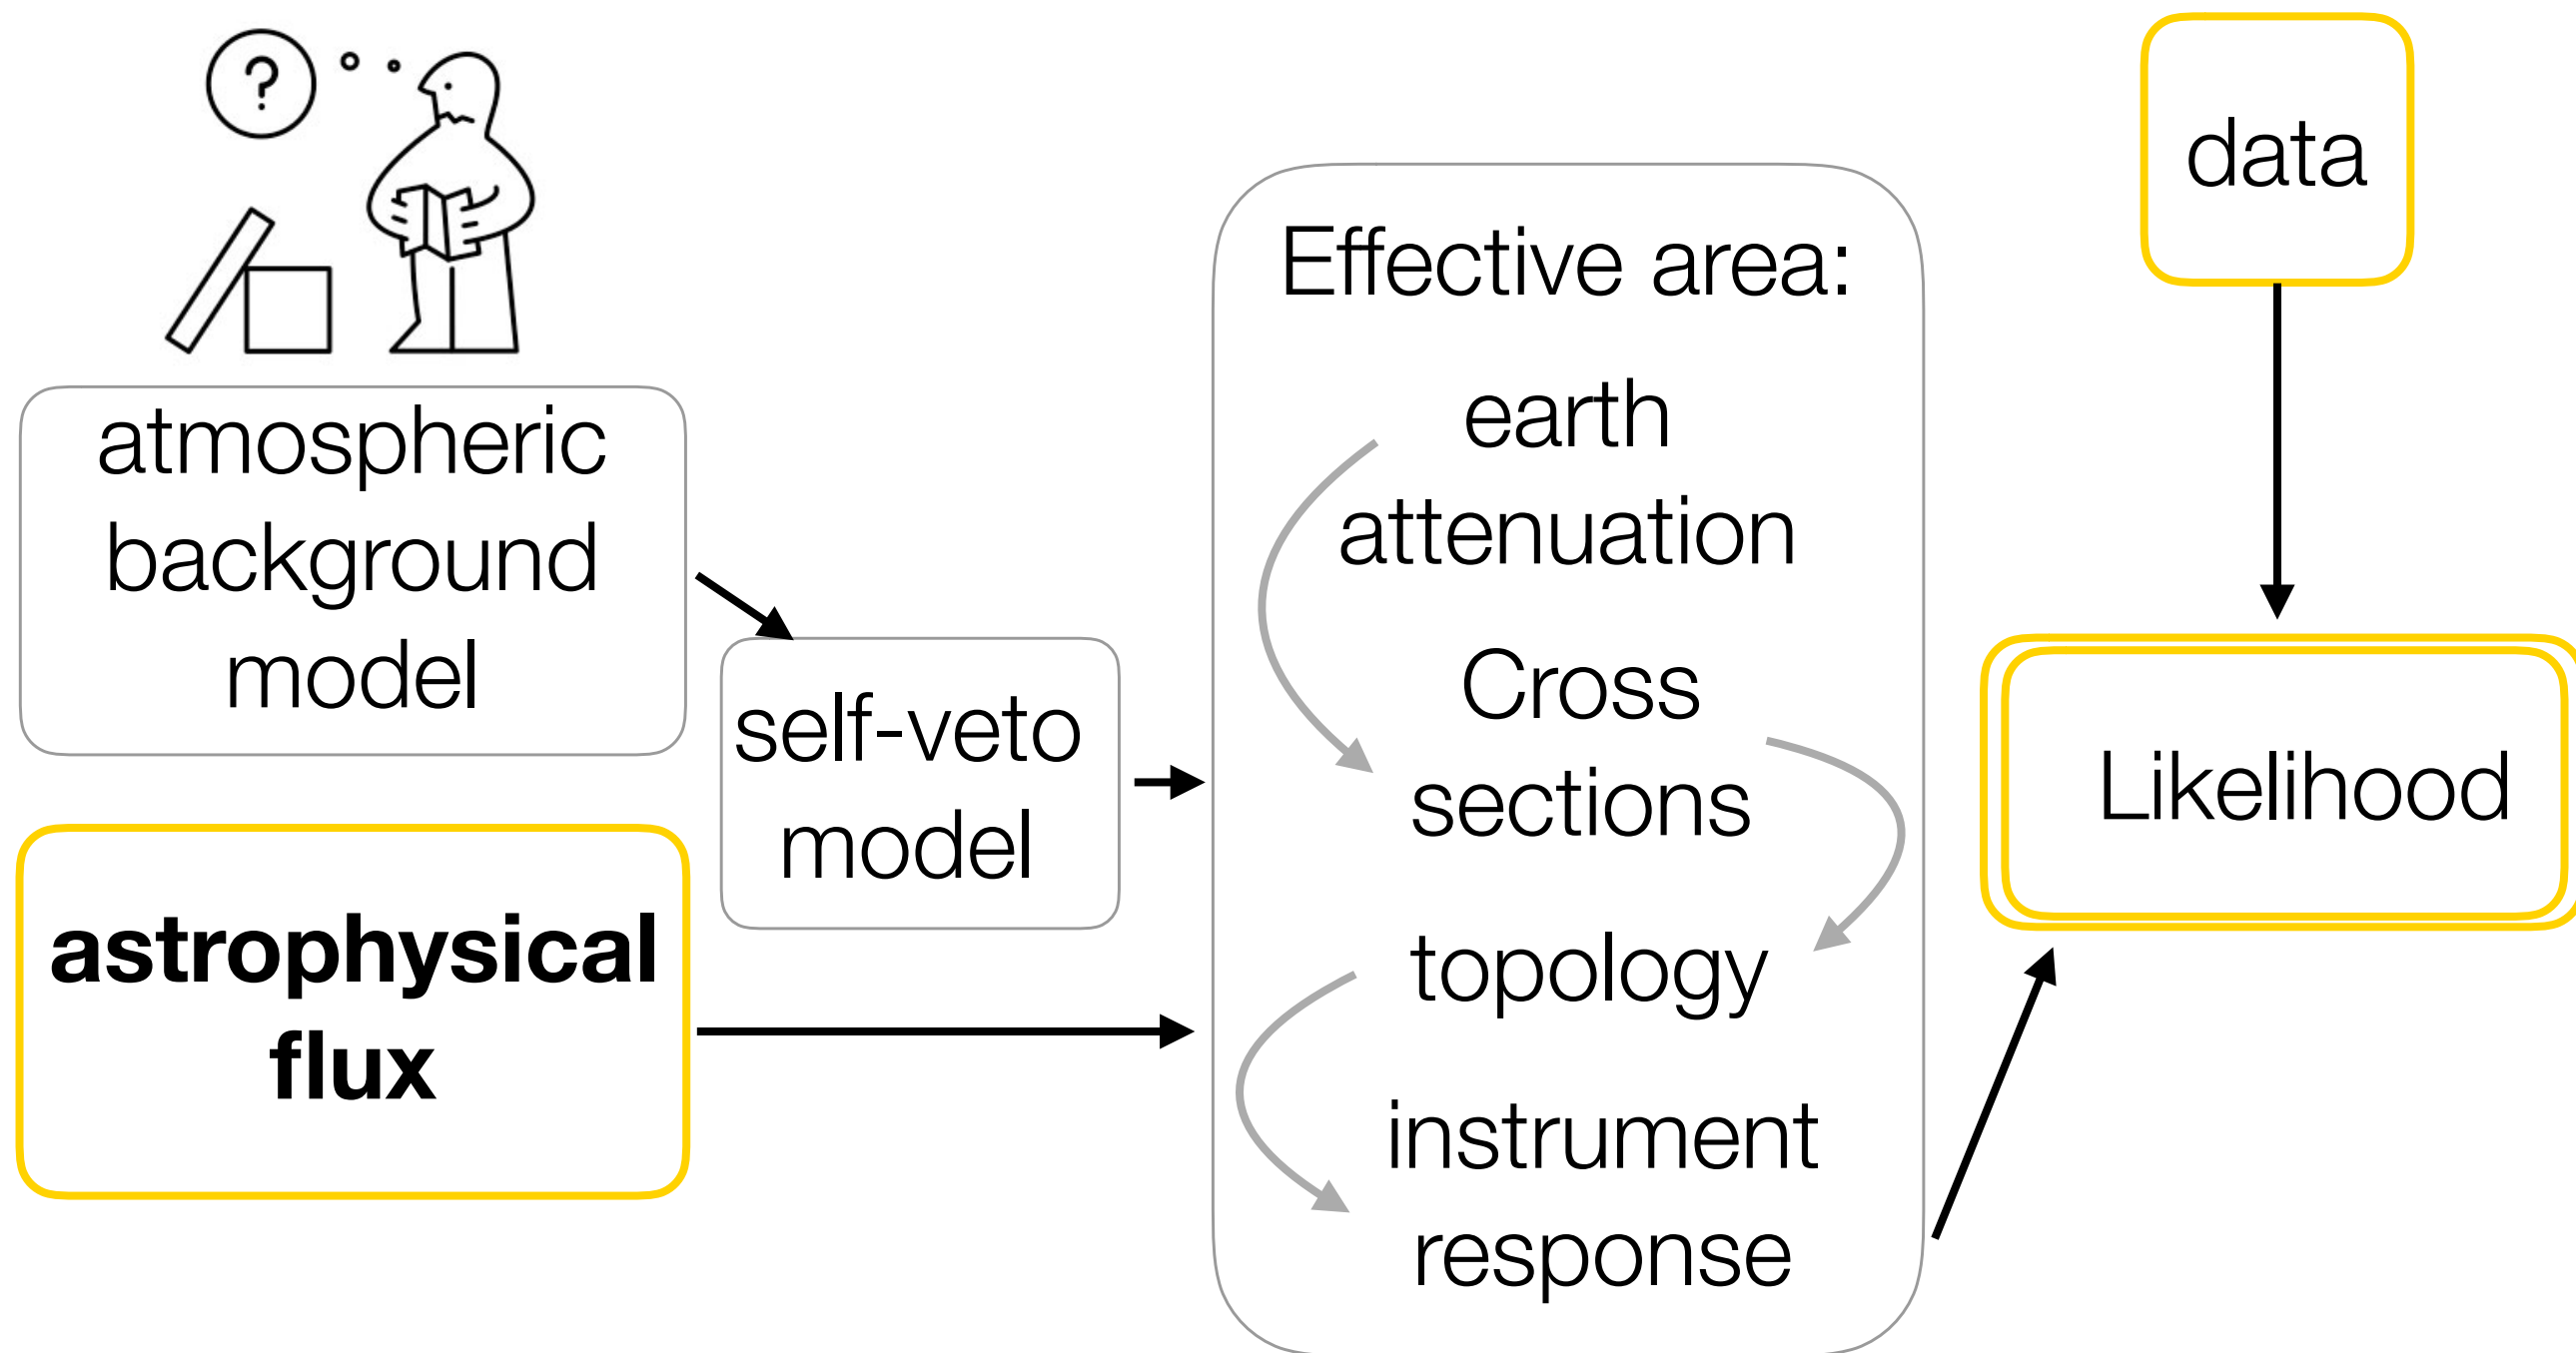 ?
atmospheric
background
model
astrophysical
flux
self-veto
model
Effective area:
earth
attenuation
Cross
sections
topology
instrument
response
data
Likelihood